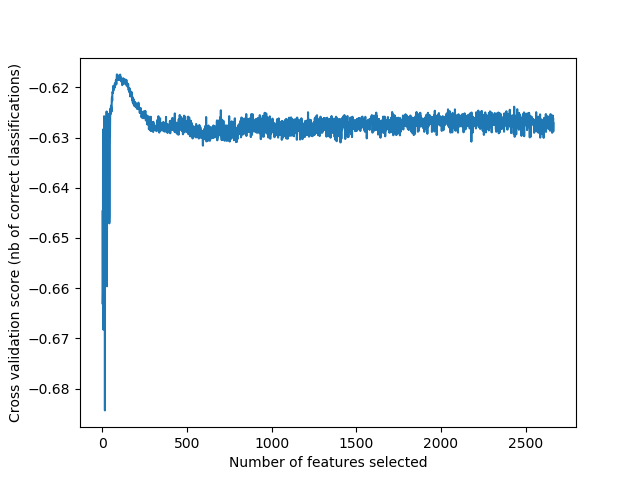 Cross validation score (nb of correct classifications)
−0.62
−0.63
−0.64
−0.65
−0.66
−0.67
−0.68
0 500 1000 1500 2000 2500
Number of features selected